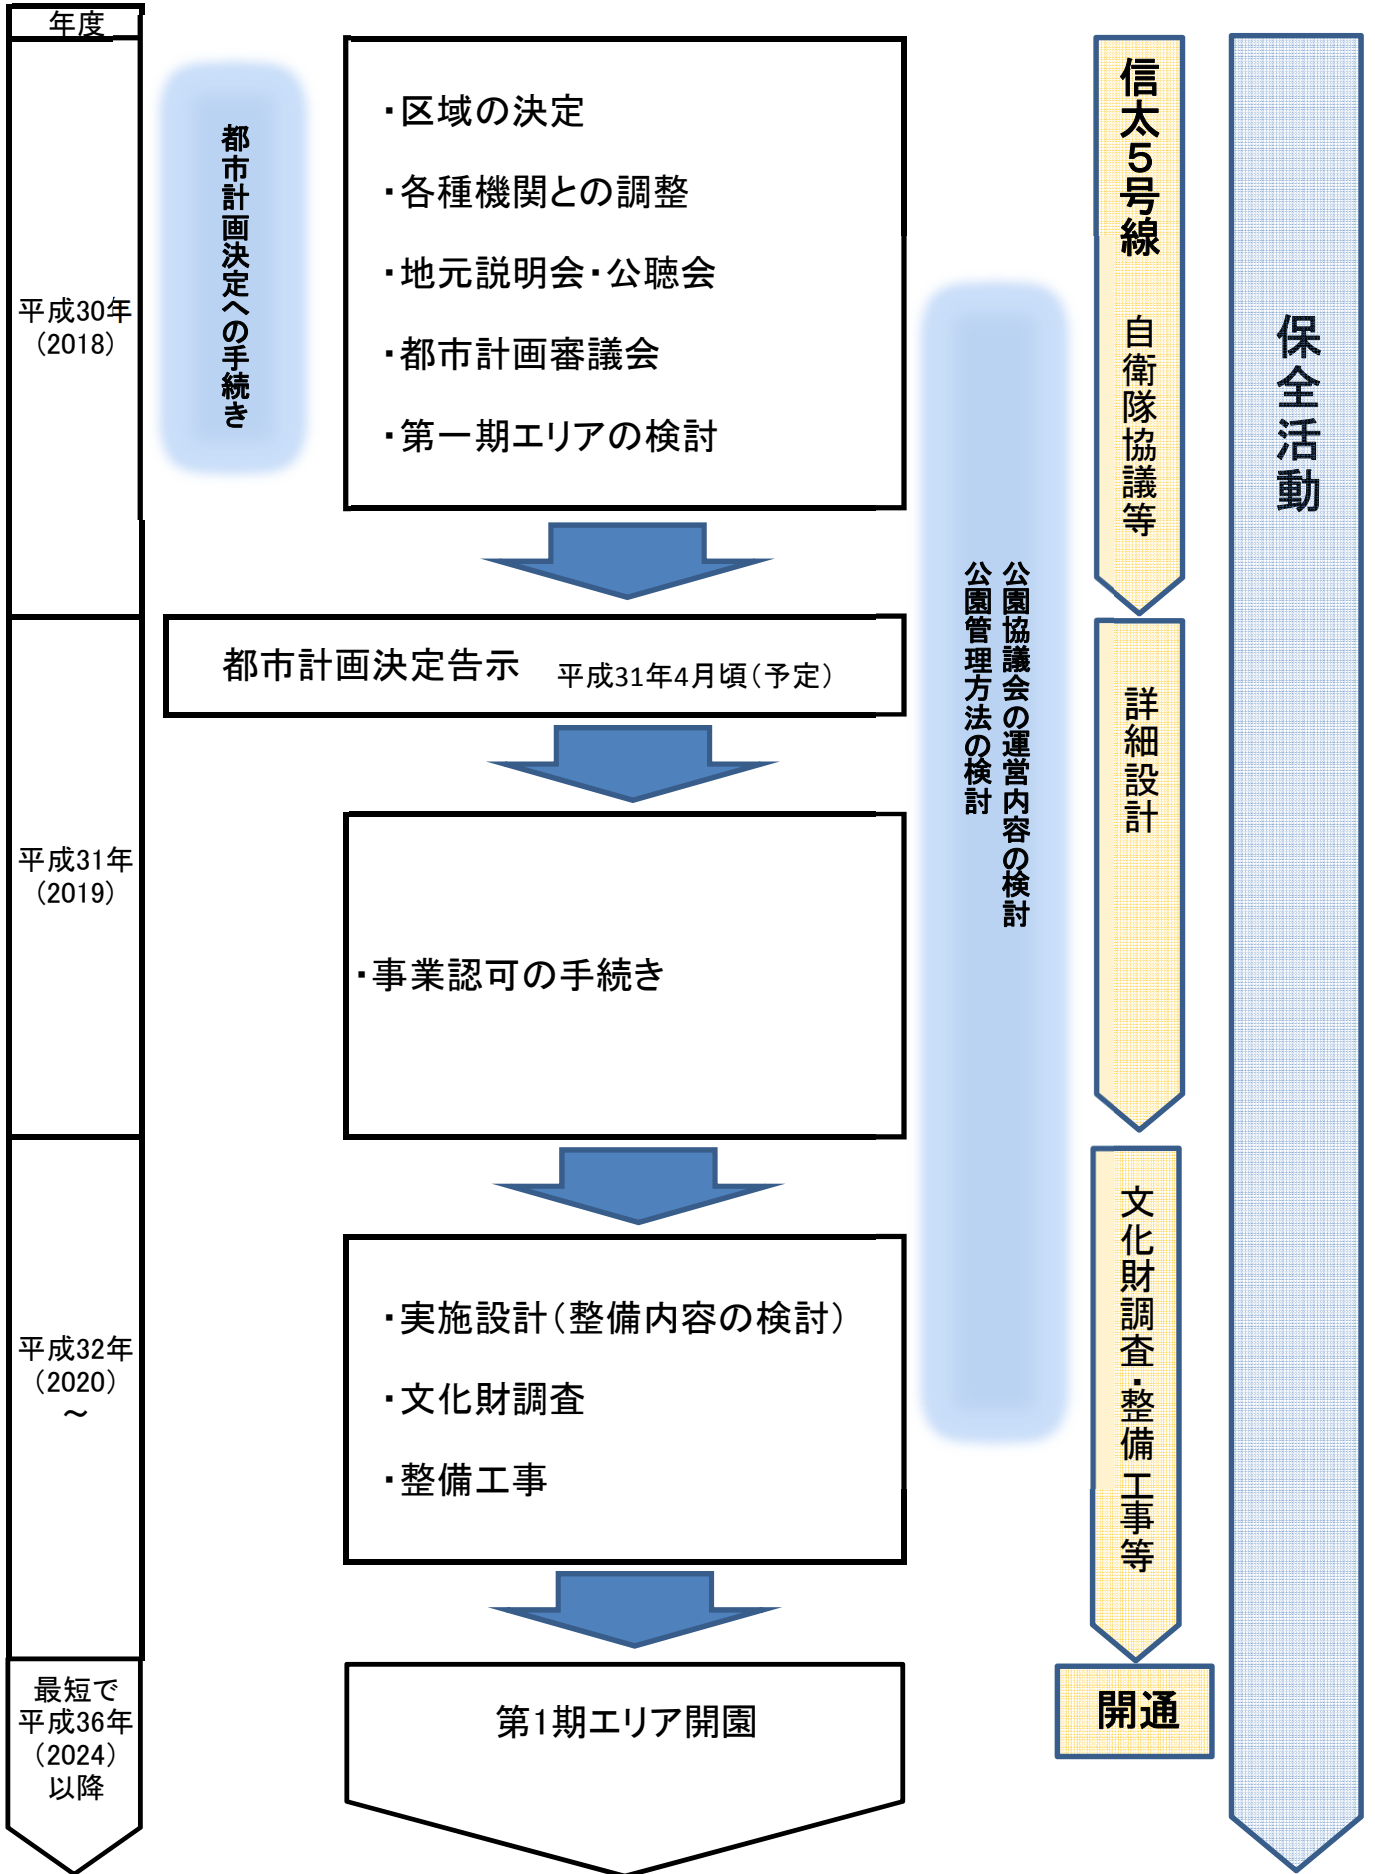 年度
平成30年
（2018）
平成31年
（2019）
平成32年
（2020）
～
最短で
平成36年
（2024）
以降
都市計画決定への手続き
・区域の決定
・各種機関との調整
・地元説明会・公聴会
・都市計画審議会
・第一期エリアの検討
都市計画決定告示　平成31年4月頃（予定）
・事業認可の手続き
・実施設計（整備内容の検討）
・文化財調査
・整備工事
第1期エリア開園
公園協議会の運営内容の検討
公園管理方法の検討
信太５号線　自衛隊協議等
詳細設計
文化財調査・整備工事等
開通
保全活動